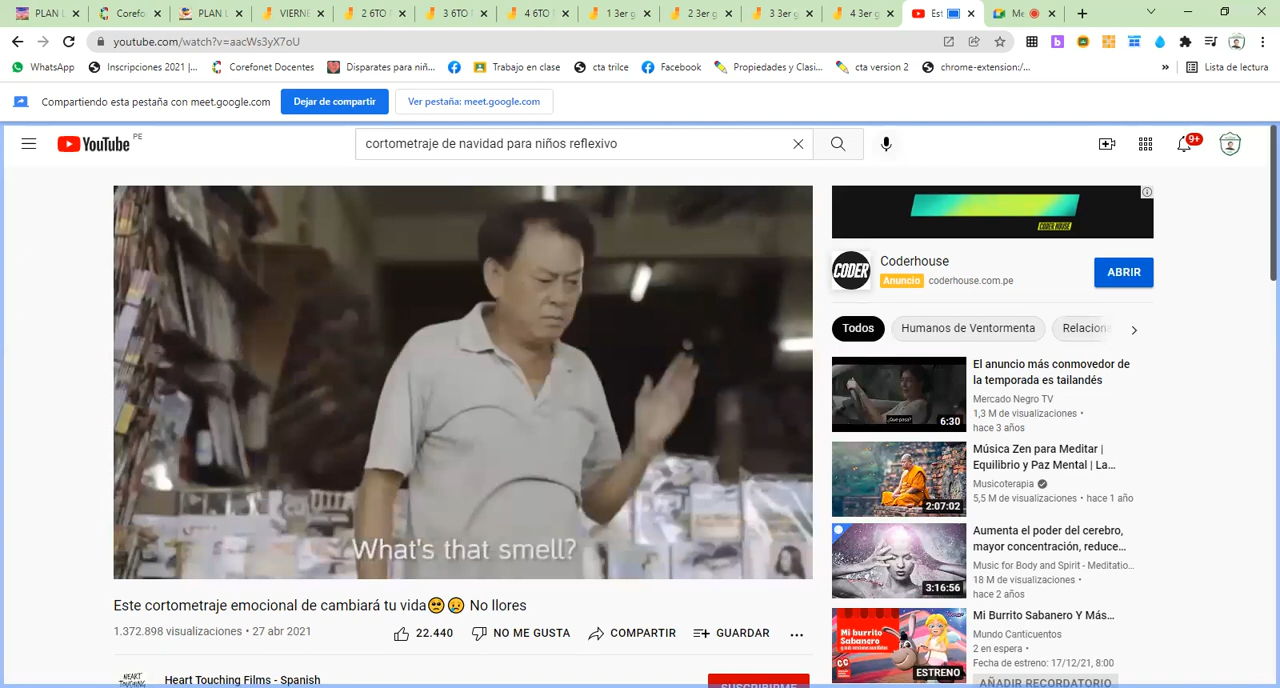 PLAN L
Corefo
PLAN L
VIERNE
2 6TO
3 6TO
4 6TO
1 3er g
2 3er g
3 3er g
4 3er g
Est
Me
youtube.com/watch?v=aacWs3yX7oU
WhatsApp
Inscripciones 2021 |...
Corefonet Docentes
Disparates para niñ...
Trabajo en clase
cta trilce
Facebook
Propiedades y Clasi...
cta version 2
chrome-extension:/...
»
Lista de lectura
Compartiendo esta pestaña con meet.google.com
Dejar de compartir
Ver pestaña: meet.google.com
YouTube PE
cortometraje de navidad para niños reflexivo
9+
What's that smell?
Este cortometraje emocional de cambiará tu vida🥺😥 No llores
1.372.898 visualizaciones • 27 abr 2021
22.440
NO ME GUSTA
COMPARTIR
GUARDAR
HEART
TOUCHING
Heart Touching Films - Spanish
SUSCRIBIRME
CODER HOUSE
CODER
Coderhouse
Anuncio coderhouse.com.pe
ABRIR
Todos
Humanos de Ventormenta
Relacione
¿Qué pasa?
6:30
El anuncio más conmovedor de
la temporada es tailandés
Mercado Negro TV
1,3 M de visualizaciones •
hace 3 años
2:07:02
Música Zen para Meditar |
Equilibrio y Paz Mental | La...
Musicoterapia
5,5 M de visualizaciones • hace 1 año
3:16:56
Aumenta el poder del cerebro,
mayor concentración, reduce...
Music for Body and Spirit - Meditatio...
18 M de visualizaciones •
hace 2 años
Mi burrito
Sabanero
CC
ESTRENO
Mi Burrito Sabanero Y Más...
Mundo Canticuentos
2 en espera •
Fecha de estreno: 17/12/21, 8:00
AÑADIR RECORDATORIO